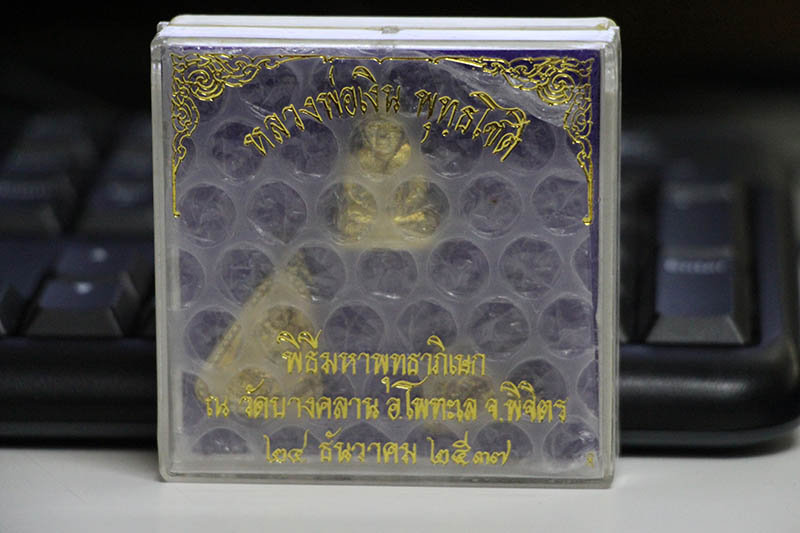 หลวงพ่อเงิน พุทธโชติ
พิธีมหาพุทธาภิเษก
ณ วัดบางคลาน อ.โพทะเล จ.พิจิตร
๒๔ ธันวาคม ๒๕๓๗